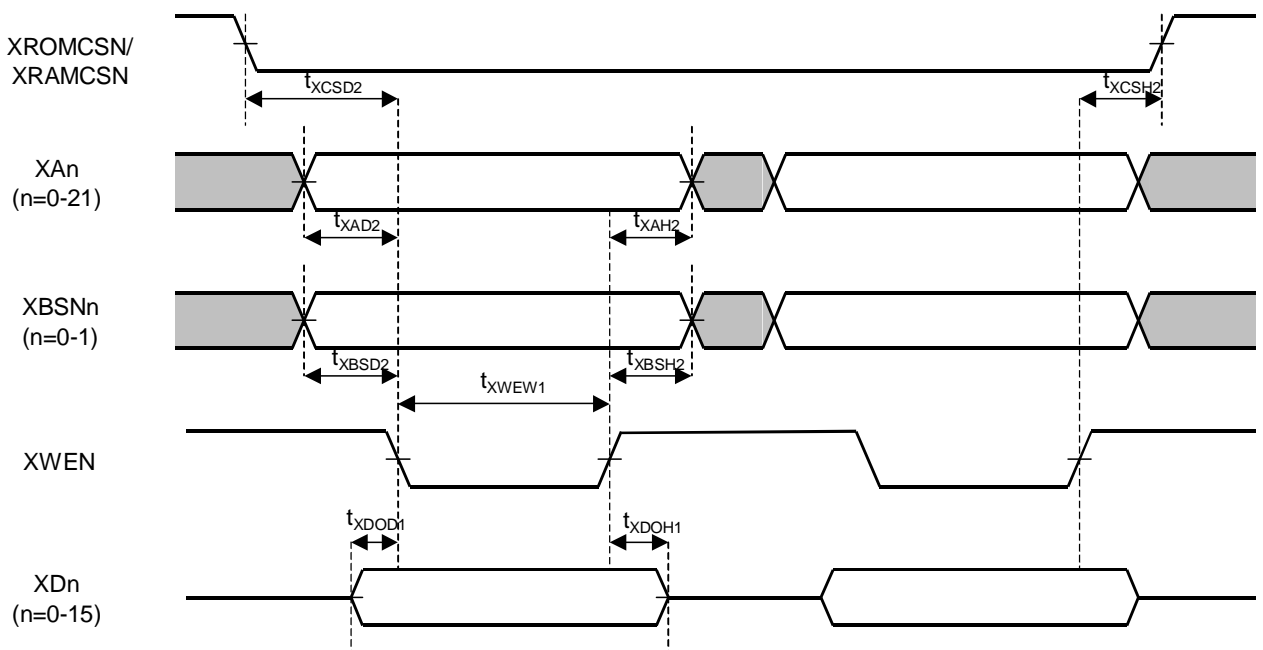 XROMCSN/
XRAMCSN
tXCSD2
tXCSH2
XAn
(n=0-21)
tXAD2
tXAH2
XBSNn
(n=0-1)
tXBSD2
tXBSH2
tXWEW1
XWEN
tXDOD1
tXDOH1
XDn
(n=0-15)